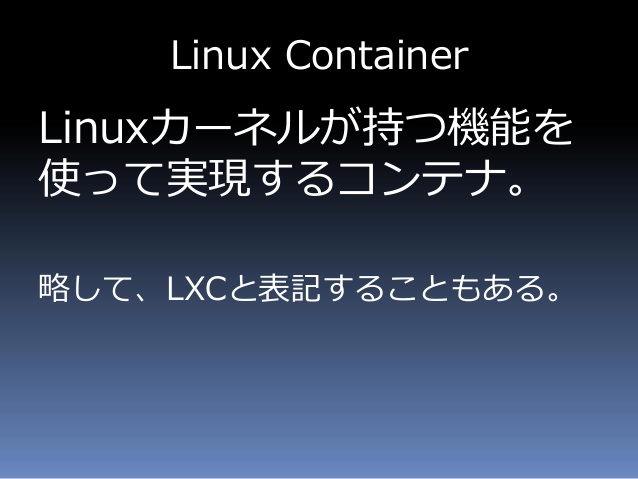 Linux Container
Linuxカーネルが持つ機能を
使って実現するコンテナ。
略して、LXCと表記することもある。